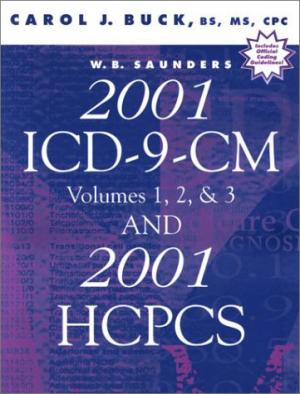 CAROL J. BUCK, BS, MS, CPC
Includes
Official
Coding
Guidelines!
W.B. SAUNDERS
2001
ICD-9-CM
Volumes 1, 2, & 3
AND
2001
HCPCS